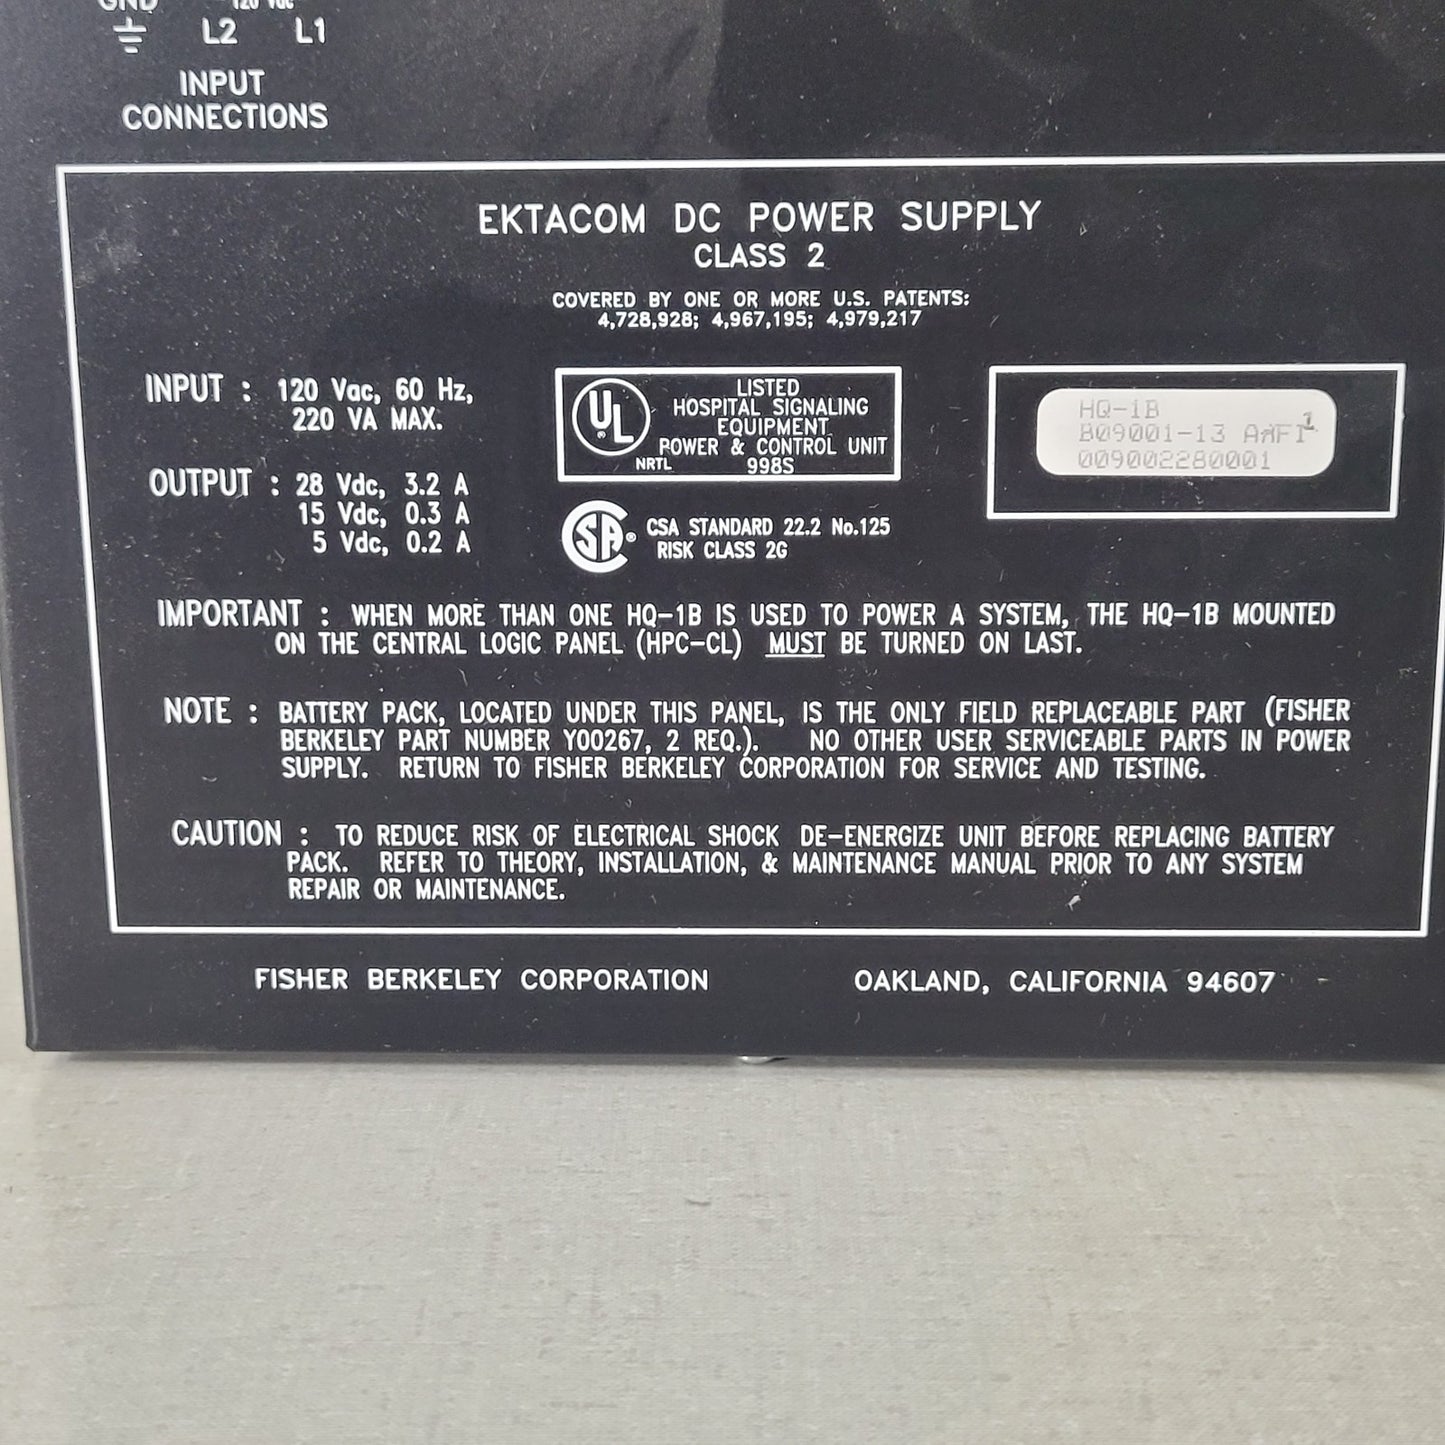 GND 120 Vac
L2 L1
INPUT
CONNECTIONS
EKTACOM DC POWER SUPPLY
CLASS 2
COVERED BY ONE OR MORE U.S. PATENTS:
4,728,928; 4,967,195; 4,979,217
INPUT : 120 Vac, 60 Hz,
220 VA MAX.
OUTPUT : 28 Vdc, 3.2 A
15 Vdc, 0.3 A
5 Vdc, 0.2 A
UL ®
LISTED
HOSPITAL SIGNALING
EQUIPMENT
POWER & CONTROL UNIT
NRTL 998S
SA ® CSA STANDARD 22.2 No.125
RISK CLASS 2G
HQ-1B
B09001-13
009002280001
IMPORTANT : WHEN MORE THAN ONE HQ-1B IS USED TO POWER A SYSTEM, THE HQ-1B MOUNTED
ON THE CENTRAL LOGIC PANEL (HPC-CL) MUST BE TURNED ON LAST.
NOTE : BATTERY PACK, LOCATED UNDER THIS PANEL, IS THE ONLY FIELD REPLACEABLE PART (FISHER
BERKELEY PART NUMBER Y00267, 2 REQ.). NO OTHER USER SERVICEABLE PARTS IN POWER
SUPPLY. RETURN TO FISHER BERKELEY CORPORATION FOR SERVICE AND TESTING.
CAUTION : TO REDUCE RISK OF ELECTRICAL SHOCK DE-ENERGIZE UNIT BEFORE REPLACING BATTERY
PACK. REFER TO THEORY, INSTALLATION, & MAINTENANCE MANUAL PRIOR TO ANY SYSTEM
REPAIR OR MAINTENANCE.
FISHER BERKELEY CORPORATION OAKLAND, CALIFORNIA 94607